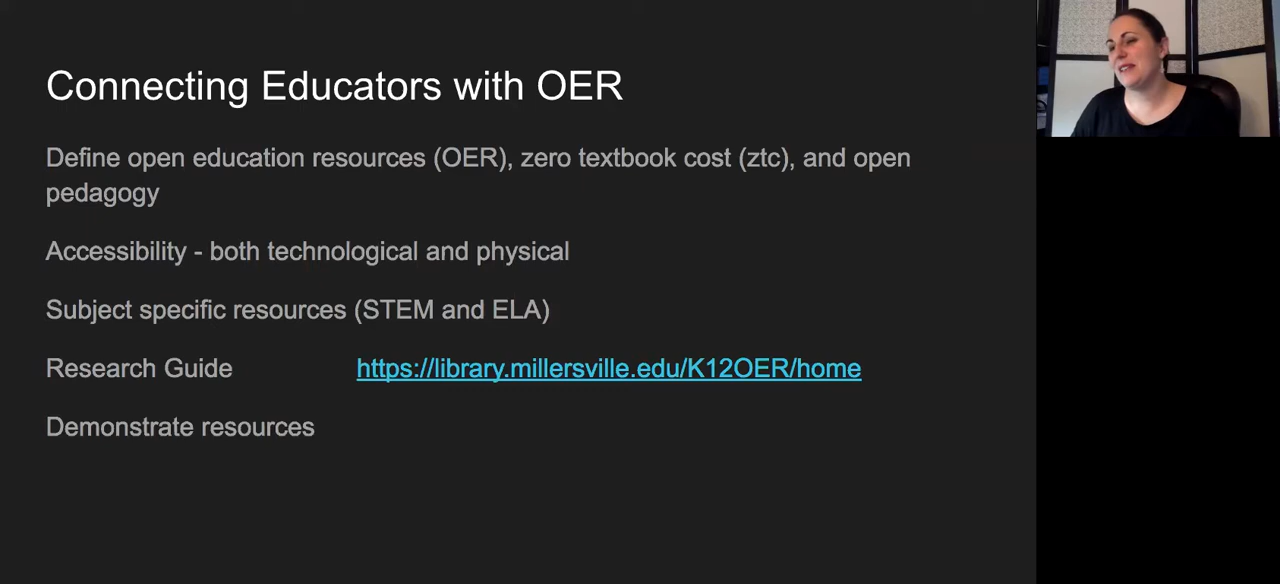 Connecting Educators with OER
Define open education resources (OER), zero textbook cost (ztc), and open
pedagogy
Accessibility - both technological and physical
Subject specific resources (STEM and ELA)
Research Guide https://library.millersville.edu/K12OER/home
Demonstrate resources